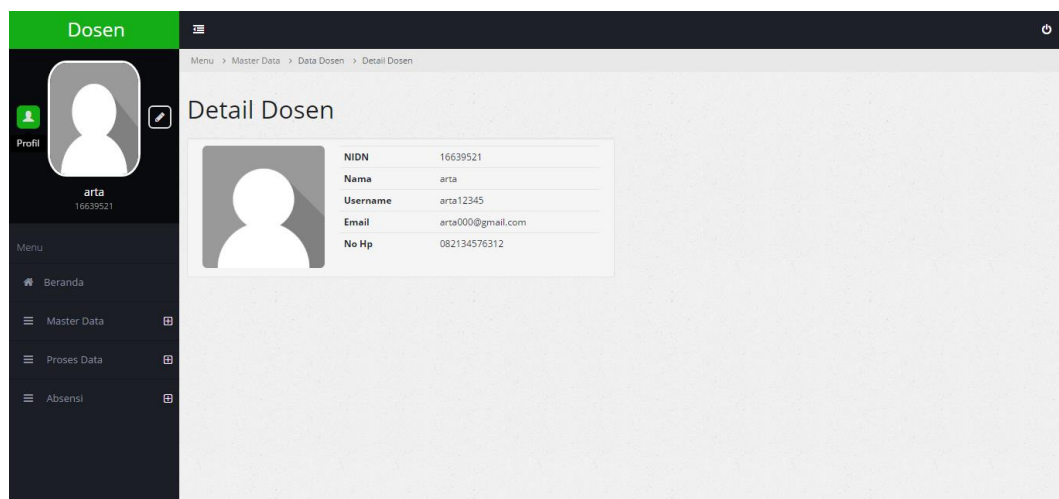 Dosen
Profil
arta
16639521
Menu
Beranda
Master Data
Proses Data
Absensi
Menu > Master Data > Data Dosen > Detail Dosen
Detail Dosen
NIDN 16639521
Nama arta
Username arta12345
Email arta000@gmail.com
No Hp 082134576312